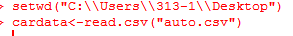 > setwd("C:\\Users\\313-1\\Desktop")
> cardata<-read.csv("auto.csv")